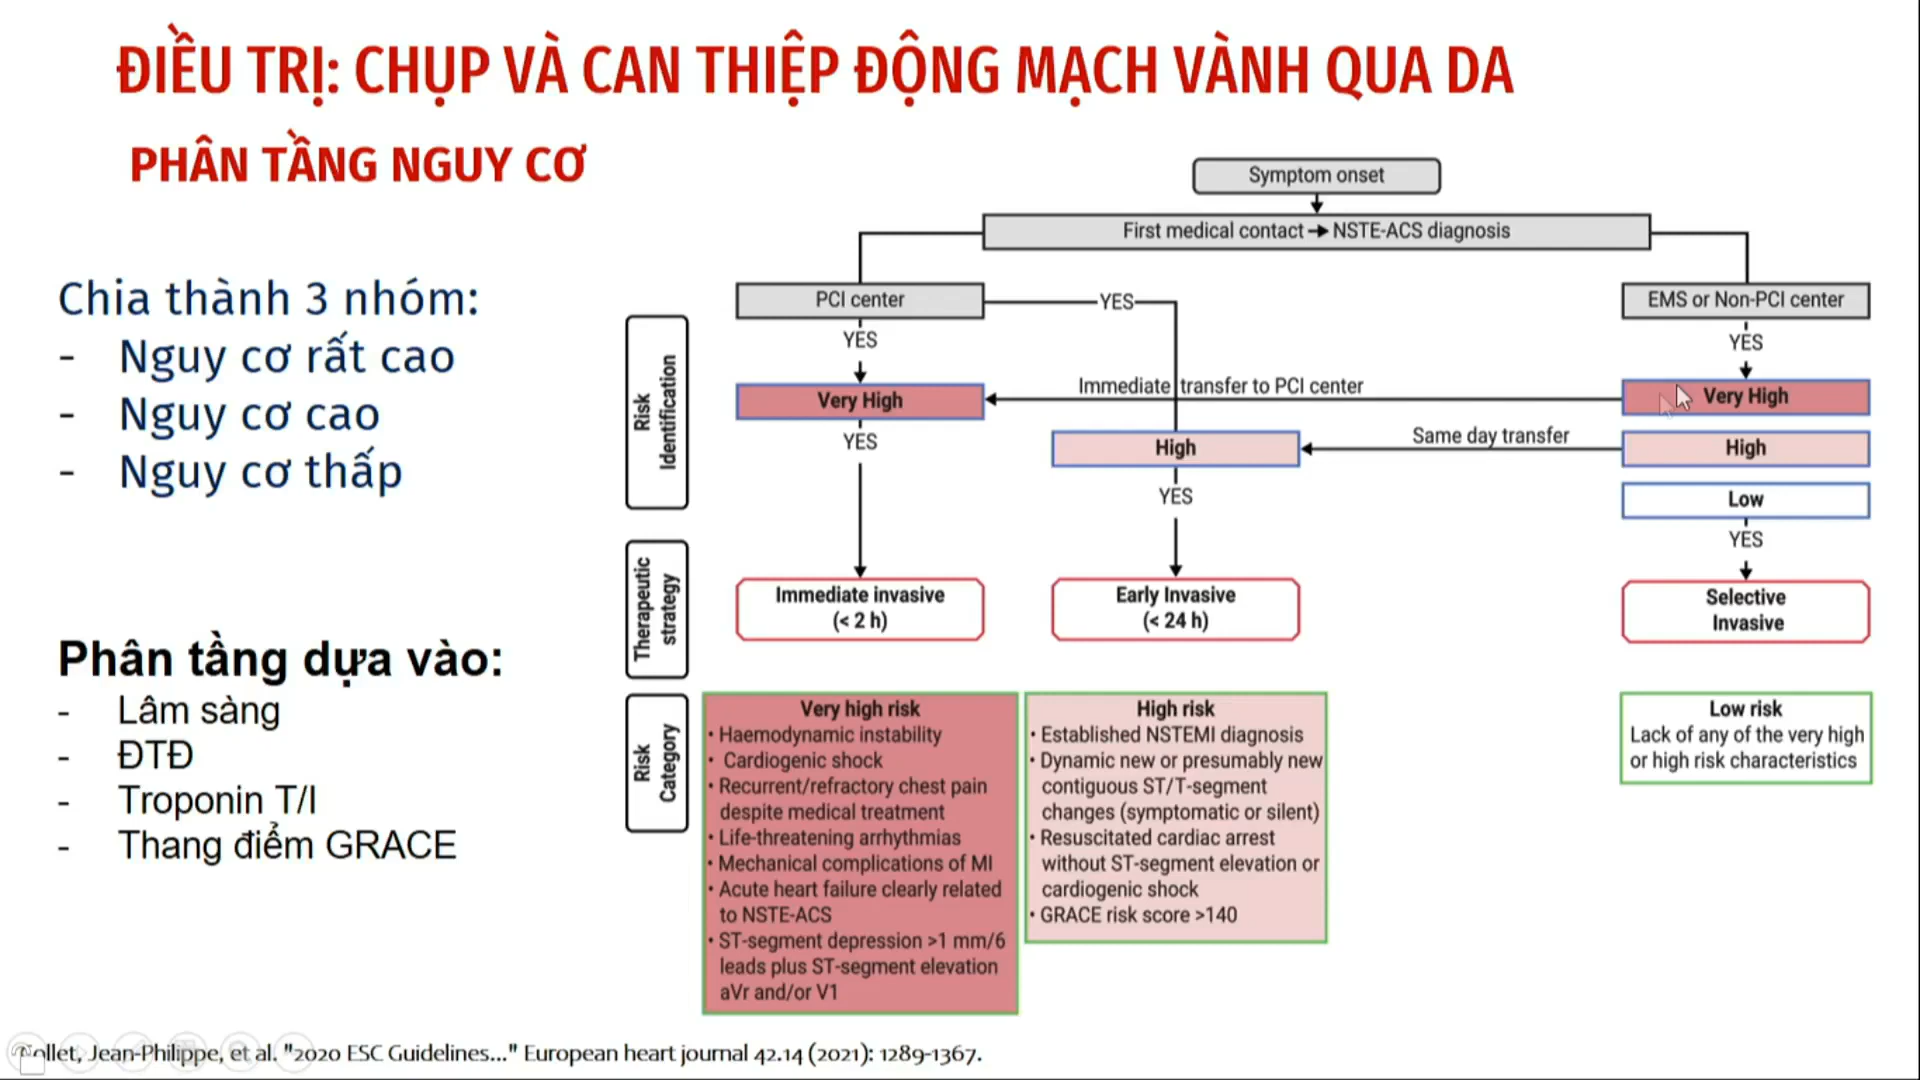 ĐIỀU TRỊ: CHỤP VÀ CAN THIỆP ĐỘNG MẠCH VÀNH QUA DA
PHÂN TẦNG NGUY CƠ
Chia thành 3 nhóm:
- Nguy cơ rất cao
- Nguy cơ cao
- Nguy cơ thấp
Phân tầng dựa vào:
- Lâm sàng
- ĐTĐ
- Troponin T/I
- Thang điểm GRACE
Symptom onset
First medical contact → NSTE-ACS diagnosis
PCI center
YES
EMS or Non-PCI center
YES
YES
Risk
Identification
Very High
Immediate transfer to PCI center
Very High
YES
High
Same day transfer
High
YES
Low
YES
Therapeutic
strategy
Immediate invasive
(< 2 h)
Early Invasive
(< 24 h)
Selective
Invasive
Risk
Category
Very high risk
• Haemodynamic instability
• Cardiogenic shock
• Recurrent/refractory chest pain
despite medical treatment
• Life-threatening arrhythmias
• Mechanical complications of MI
• Acute heart failure clearly related
to NSTE-ACS
• ST-segment depression >1 mm/6
leads plus ST-segment elevation
aVr and/or V1
High risk
• Established NSTEMI diagnosis
• Dynamic new or presumably new
contiguous ST/T-segment
changes (symptomatic or silent)
• Resuscitated cardiac arrest
without ST-segment elevation or
cardiogenic shock
• GRACE risk score >140
Low risk
Lack of any of the very high
or high risk characteristics
Collet, Jean-Philippe, et al. "2020 ESC Guidelines..." European heart journal 42.14 (2021): 1289-1367.